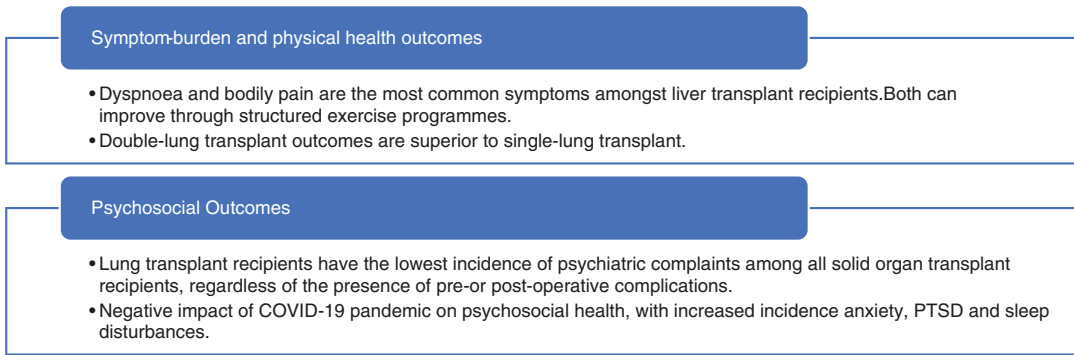 Symptom-burden and physical health outcomes
•Dyspnoea and bodily pain are the most common symptoms amongst liver transplant recipients.Both can
improve through structured exercise programmes.
•Double-lung transplant outcomes are superior to single-lung transplant.
Psychosocial Outcomes
•Lung transplant recipients have the lowest incidence of psychiatric complaints among all solid organ transplant
recipients, regardless of the presence of pre-or post-operative complications.
•Negative impact of COVID-19 pandemic on psychosocial health, with increased incidence anxiety, PTSD and sleep
disturbances.